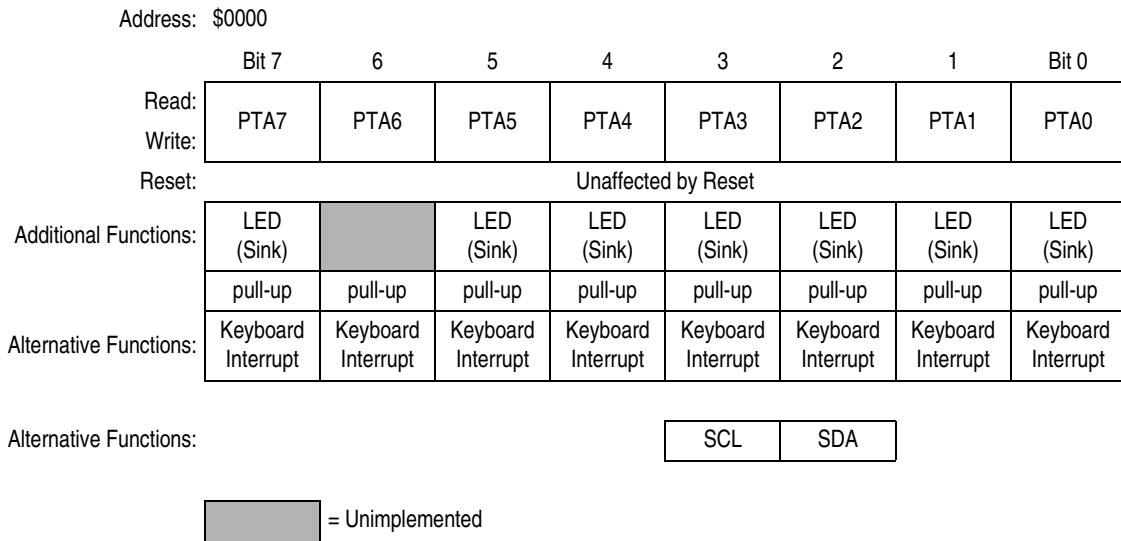 Address: $0000
Bit 7 6 5 4 3 2 1 Bit 0
Read:
Write:
PTA7 PTA6 PTA5 PTA4 PTA3 PTA2 PTA1 PTA0
Reset: Unaffected by Reset
Additional Functions: LED (Sink) LED (Sink) LED (Sink) LED (Sink) LED (Sink) LED (Sink) LED (Sink)
pull-up pull-up pull-up pull-up pull-up pull-up pull-up pull-up
Alternative Functions: Keyboard Interrupt Keyboard Interrupt Keyboard Interrupt Keyboard Interrupt Keyboard Interrupt Keyboard Interrupt Keyboard Interrupt Keyboard Interrupt
Alternative Functions: SCL SDA
= Unimplemented